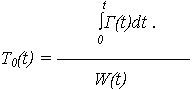 t
∫Γ(t)dt .
0
T₀(t) =
W(t)